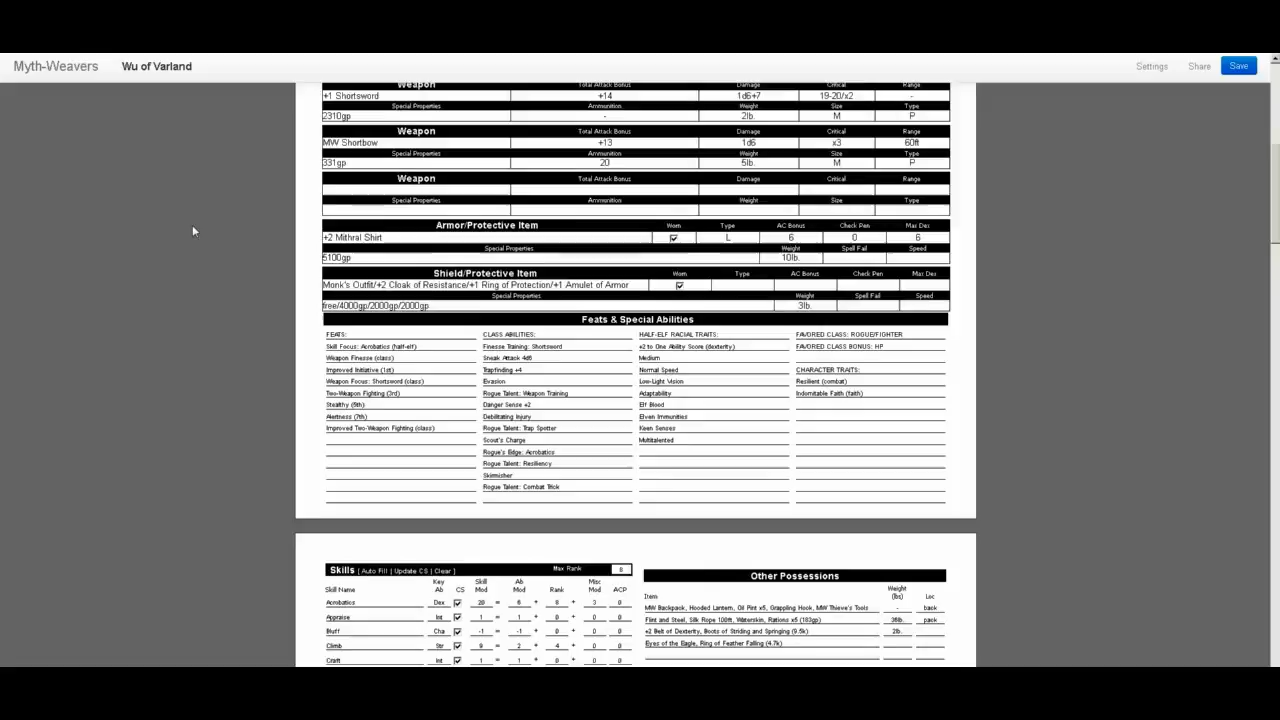 Myth-Weavers Wu of Varland Settings Share Save
Weapon Total Attack Bonus Damage Critical Range
+1 Shortsword +14 1d6+7 19-20/x2 -
Special Properties Ammunition Weight Size Type
2310gp - 2lb. M P
Weapon Total Attack Bonus Damage Critical Range
MW Shortbow +13 1d6 x3 60ft
Special Properties Ammunition Weight Size Type
331gp 20 5lb. M P
Weapon Total Attack Bonus Damage Critical Range
Special Properties Ammunition Weight Size Type
Armor/Protective Item Worn Type AC Bonus Check Pen Max Dex
+2 Mithral Shirt L 6 0 6
Special Properties Weight Spell Fail Speed
5100gp 10lb.
Shield/Protective Item Worn Type AC Bonus Check Pen Max Dex
Monk's Outfit/+2 Cloak of Resistance/+1 Ring of Protection/+1 Amulet of Armor
Special Properties Weight Spell Fail Speed
free/4000gp/2000gp/2000gp 3lb.
Feats & Special Abilities
FEATS: CLASS ABILITIES: HALF-ELF RACIAL TRAITS: FAVORED CLASS: ROGUE/FIGHTER
Skill Focus: Acrobatics (half-elf) Finesse Training: Shortsword +2 to One Ability Score (dexterity) FAVORED CLASS BONUS: HP
Weapon Finesse (class) Sneak Attack 4d6 Medium
Improved Initiative (1st) Trapfinding +4 Normal Speed CHARACTER TRAITS:
Weapon Focus: Shortsword (class) Evasion Low-Light Vision Resilient (combat)
Two-Weapon Fighting (3rd) Rogue Talent: Weapon Training Adaptability Indomitable Faith (faith)
Stealthy (5th) Danger Sense +2 Elf Blood
Alertness (7th) Debilitating Injury Elven Immunities
Improved Two-Weapon Fighting (class) Rogue Talent: Trap Spotter Keen Senses
Scout's Charge Multitalented
Rogue's Edge: Acrobatics
Rogue Talent: Resiliency
Skirmisher
Rogue Talent: Combat Trick
Skills [ Auto Fill | Update CS | Clear ] Max Rank 8
Skill Name Key Ab CS Skill Mod Ab Mod Rank Misc Mod ACP
Acrobatics Dex 20 = 6 + 8 + 3 0
Appraise Int 1 = 1 + 0 + 0 0
Bluff Cha -1 = -1 + 0 + 0 0
Climb Str 9 = 2 + 4 + 0 0
Craft Int 1 = 1 + 0 + 0 0
Other Possessions
Item Weight (lbs) Loc
MW Backpack, Hooded Lantern, Oil Pint x5, Grappling Hook, MW Thieve's Tools - back
Flint and Steel, Silk Rope 100ft, Waterskin, Rations x5 (183gp) 36lb. pack
+2 Belt of Dexterity, Boots of Striding and Springing (9.5k) 2lb.
Eyes of the Eagle, Ring of Feather Falling (4.7k)